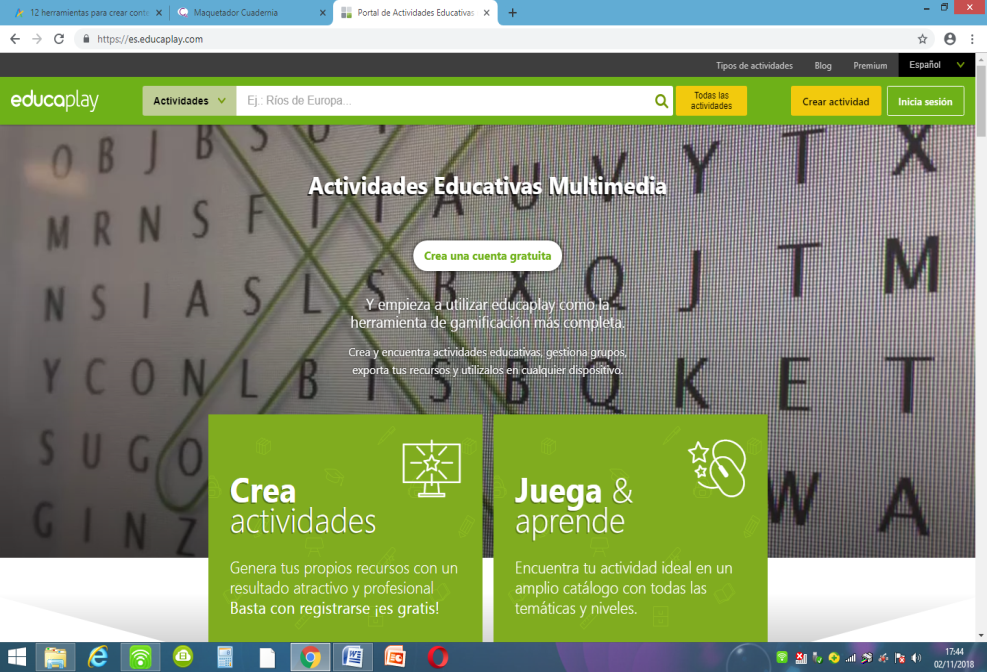 12 herramientas para crear conte
Maquetador Cuadernia
Portal de Actividades Educativas
https://es.educaplay.com
Tipos de actividades Blog Premium Español
educaplay Actividades Ej.: Ríos de Europa... Todas las actividades Crear actividad Inicia sesión
O B J B S U
M R N S F I T A U V Y T X
Actividades Educativas Multimedia
Crea una cuenta gratuita
N S I A S L S B X Q J T M
Y empieza a utilizar educaplay como la
herramienta de gamificación más completa.
Crea y encuentra actividades educativas, gestiona grupos,
exporta tus recursos y utilízalos en cualquier dispositivo.
Y C O N L B I S B Q K E T
S U G O
G I N Z W A
Crea
actividades
Genera tus propios recursos con un
resultado atractivo y profesional
Basta con registrarse ¡es gratis!
Juega &
aprende
Encuentra tu actividad ideal en un
amplio catálogo con todas las
temáticas y niveles.
17:44
02/11/2018